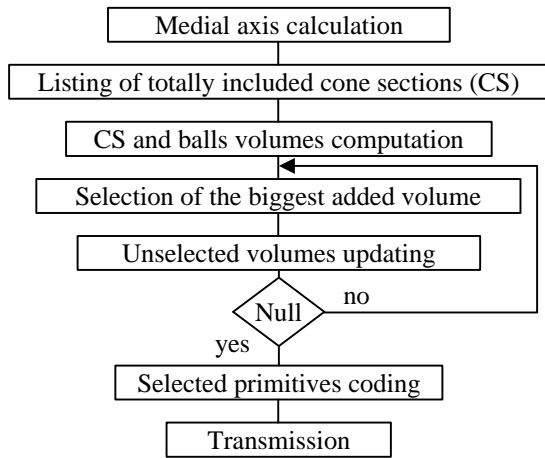 Medial axis calculation
Listing of totally included cone sections (CS)
CS and balls volumes computation
Selection of the biggest added volume
Unselected volumes updating
Null
no
yes
Selected primitives coding
Transmission